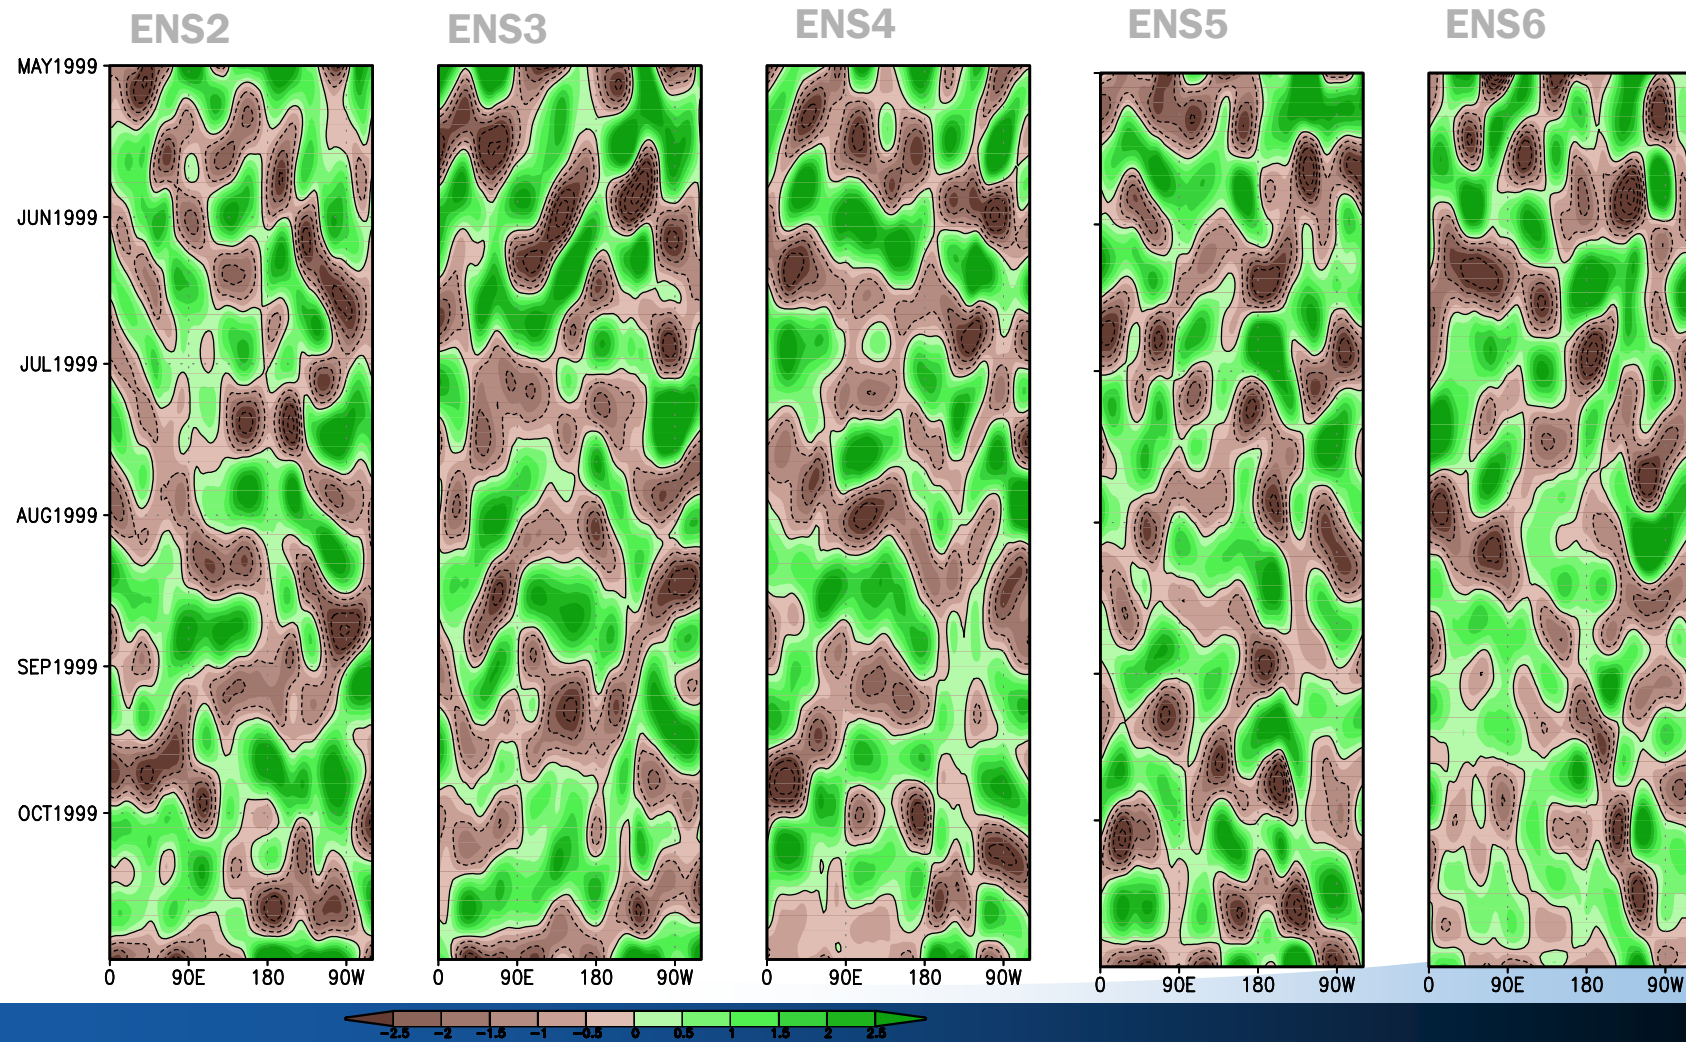 ENS2 ENS3 ENS4 ENS5 ENS6
MAY1999
JUN1999
JUL1999
AUG1999
SEP1999
OCT1999
0 90E 180 90W 0 90E 180 90W 0 90E 180 90W 0 90E 180 90W 0 90E 180 90W
-2.5 -2 -1.5 -1 -0.5 0 0.5 1 1.5 2 2.5